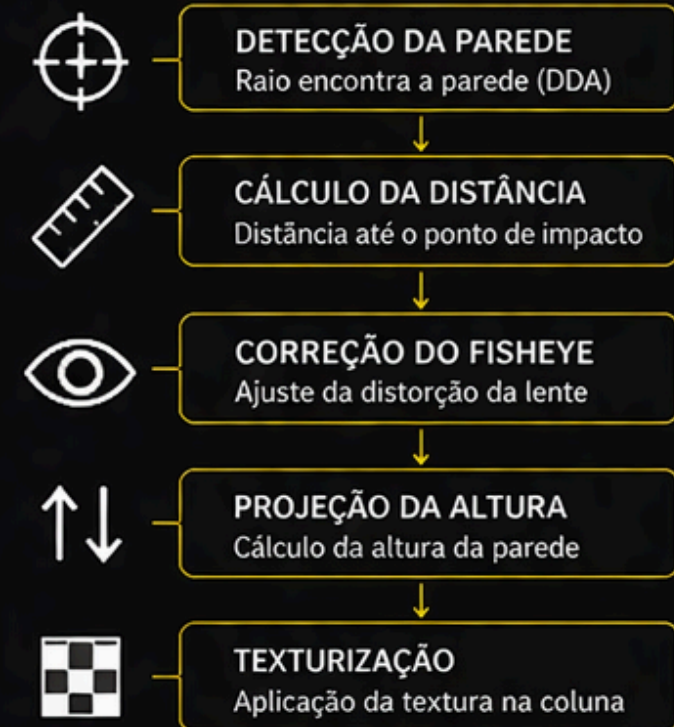 DETECÇÃO DA PAREDE
Raio encontra a parede (DDA)
CÁLCULO DA DISTÂNCIA
Distãncia até o ponto de impacto
CORREÇÃO DO FISHEYE
Ajuste da distorção da lente
PROJEÇÃO DA ALTURA
Cálculo da altura da parede
TEXTURIZAÇÃO
Aplicação da textura na coluna